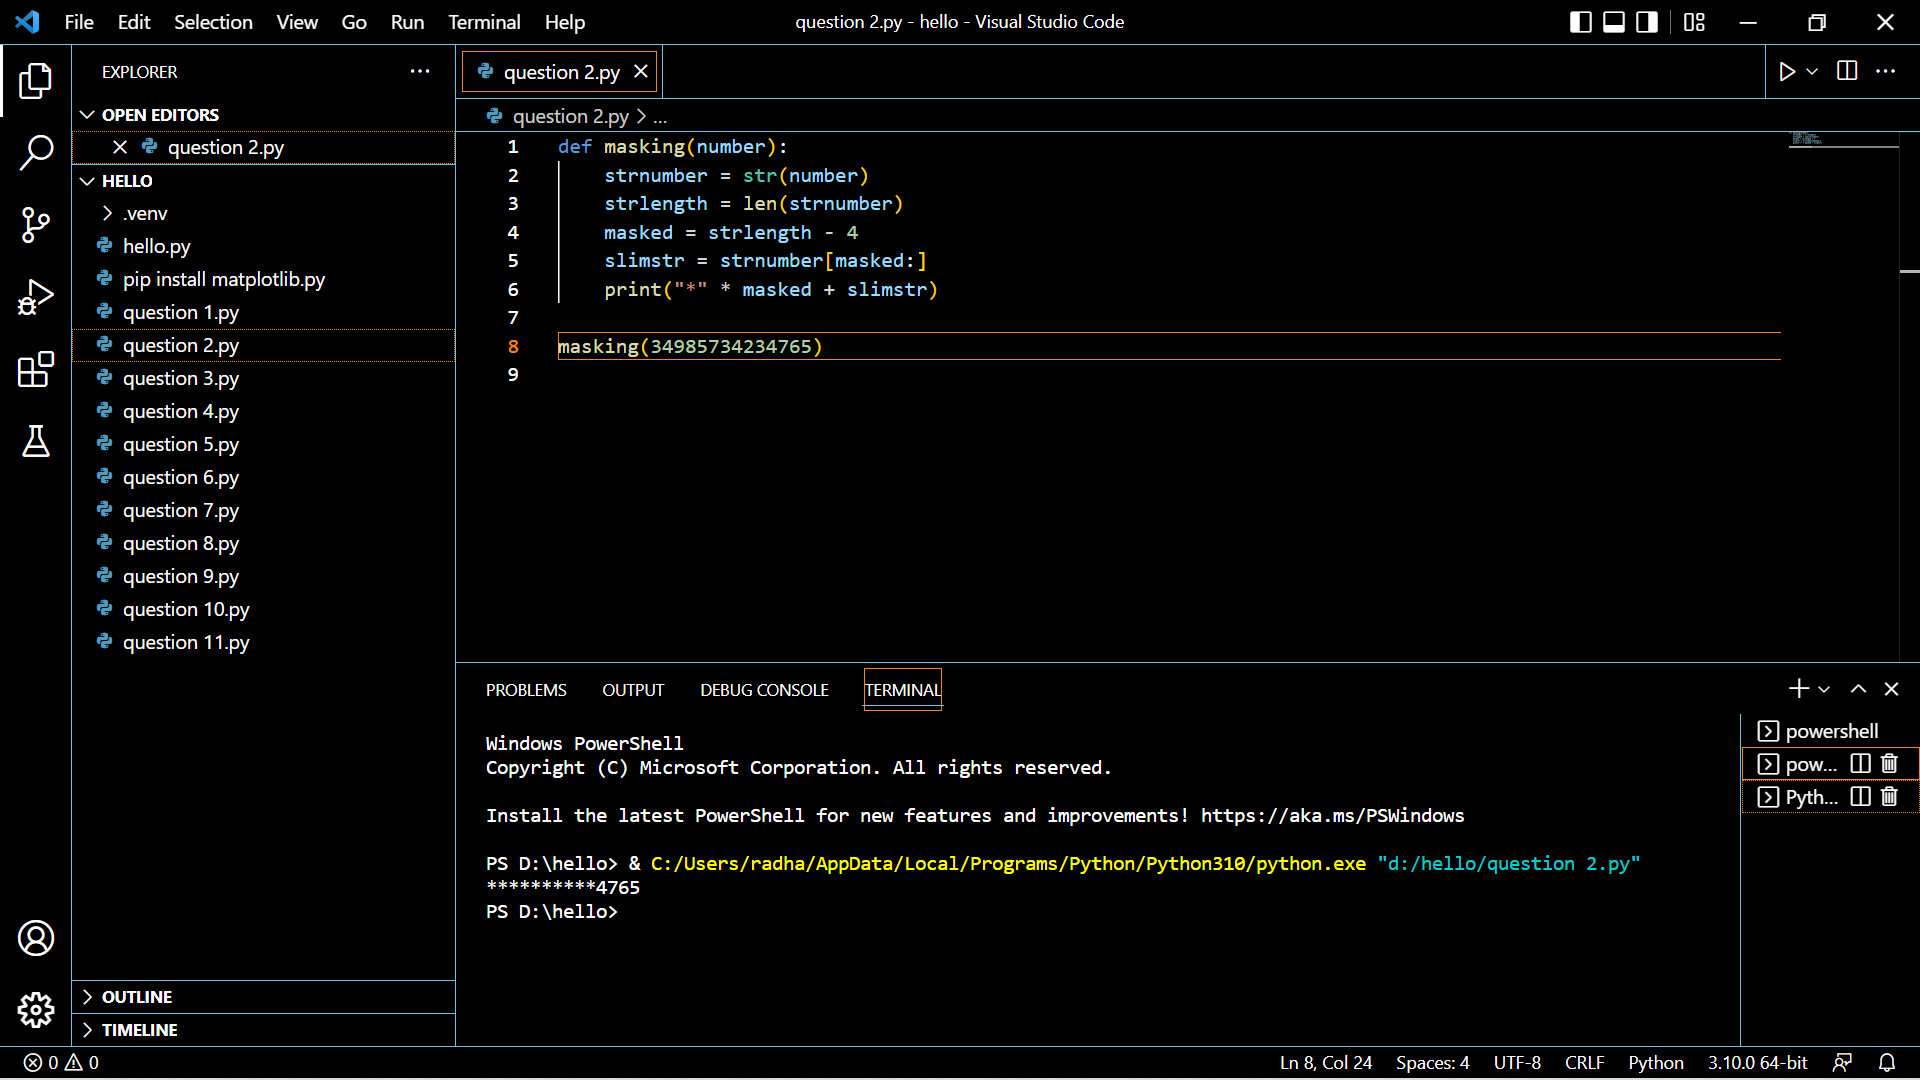 File Edit Selection View Go Run Terminal Help
question 2.py - hello - Visual Studio Code
EXPLORER
OPEN EDITORS
question 2.py
HELLO
.venv
hello.py
pip install matplotlib.py
question 1.py
question 2.py
question 3.py
question 4.py
question 5.py
question 6.py
question 7.py
question 8.py
question 9.py
question 10.py
question 11.py
OUTLINE
TIMELINE
question 2.py
question 2.py > ...
1 def masking(number):
2     strnumber = str(number)
3     strlength = len(strnumber)
4     masked = strlength - 4
5     slimstr = strnumber[masked:]
6     print("*" * masked + slimstr)
7
8 masking(34985734234765)
9
PROBLEMS OUTPUT DEBUG CONSOLE TERMINAL
Windows PowerShell
Copyright (C) Microsoft Corporation. All rights reserved.
Install the latest PowerShell for new features and improvements! https://aka.ms/PSWindows
PS D:\hello> & C:/Users/radha/AppData/Local/Programs/Python/Python310/python.exe "d:/hello/question 2.py"
**********4765
PS D:\hello>
powershell
pow...
Pyth...
0 0
Ln 8, Col 24 Spaces: 4 UTF-8 CRLF Python 3.10.0 64-bit